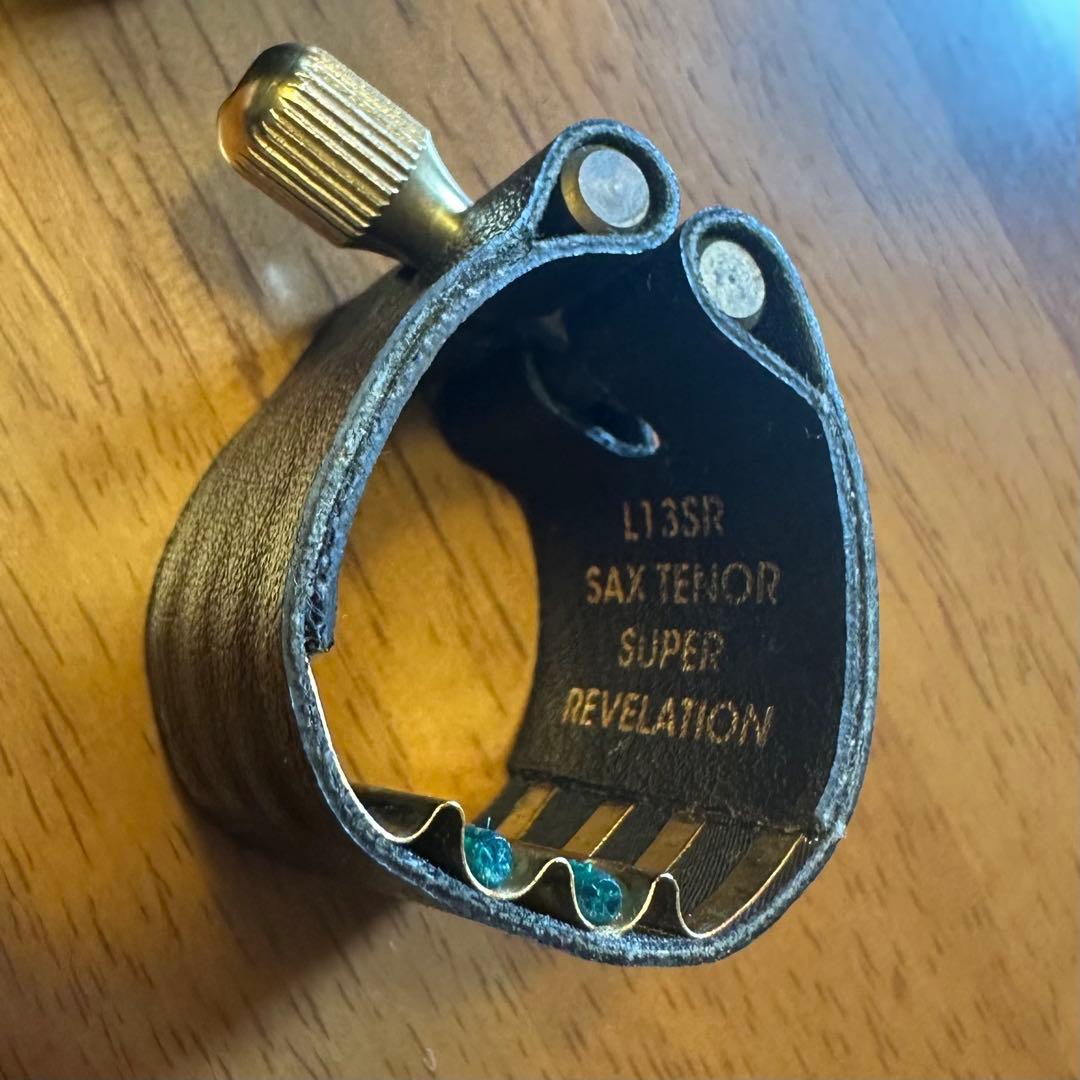 L13SR
SAX TENOR
SUPER
REVELATION